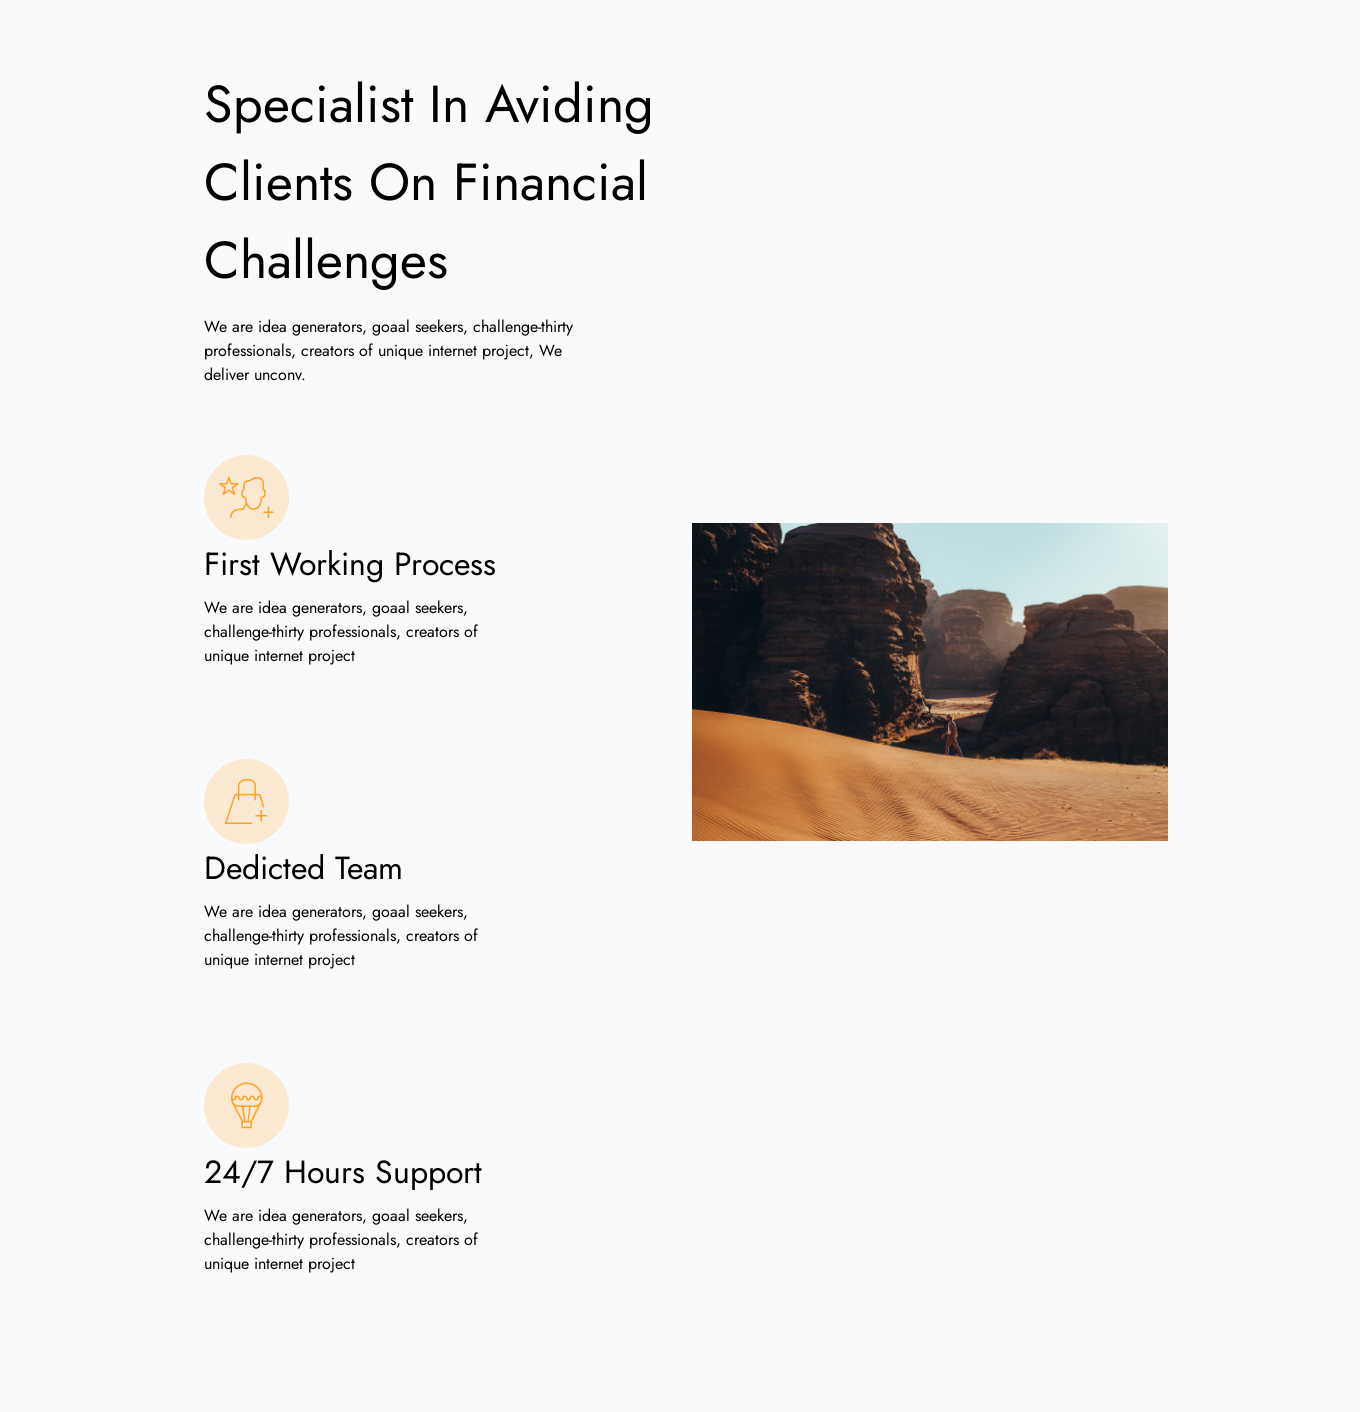 Specialist In Aviding
Clients On Financial
Challenges
We are idea generators, goaal seekers, challenge-thirty
professionals, creators of unique internet project, We
deliver unconv.
First Working Process
We are idea generators, goaal seekers,
challenge-thirty professionals, creators of
unique internet project
Dedicted Team
We are idea generators, goaal seekers,
challenge-thirty professionals, creators of
unique internet project
24/7 Hours Support
We are idea generators, goaal seekers,
challenge-thirty professionals, creators of
unique internet project